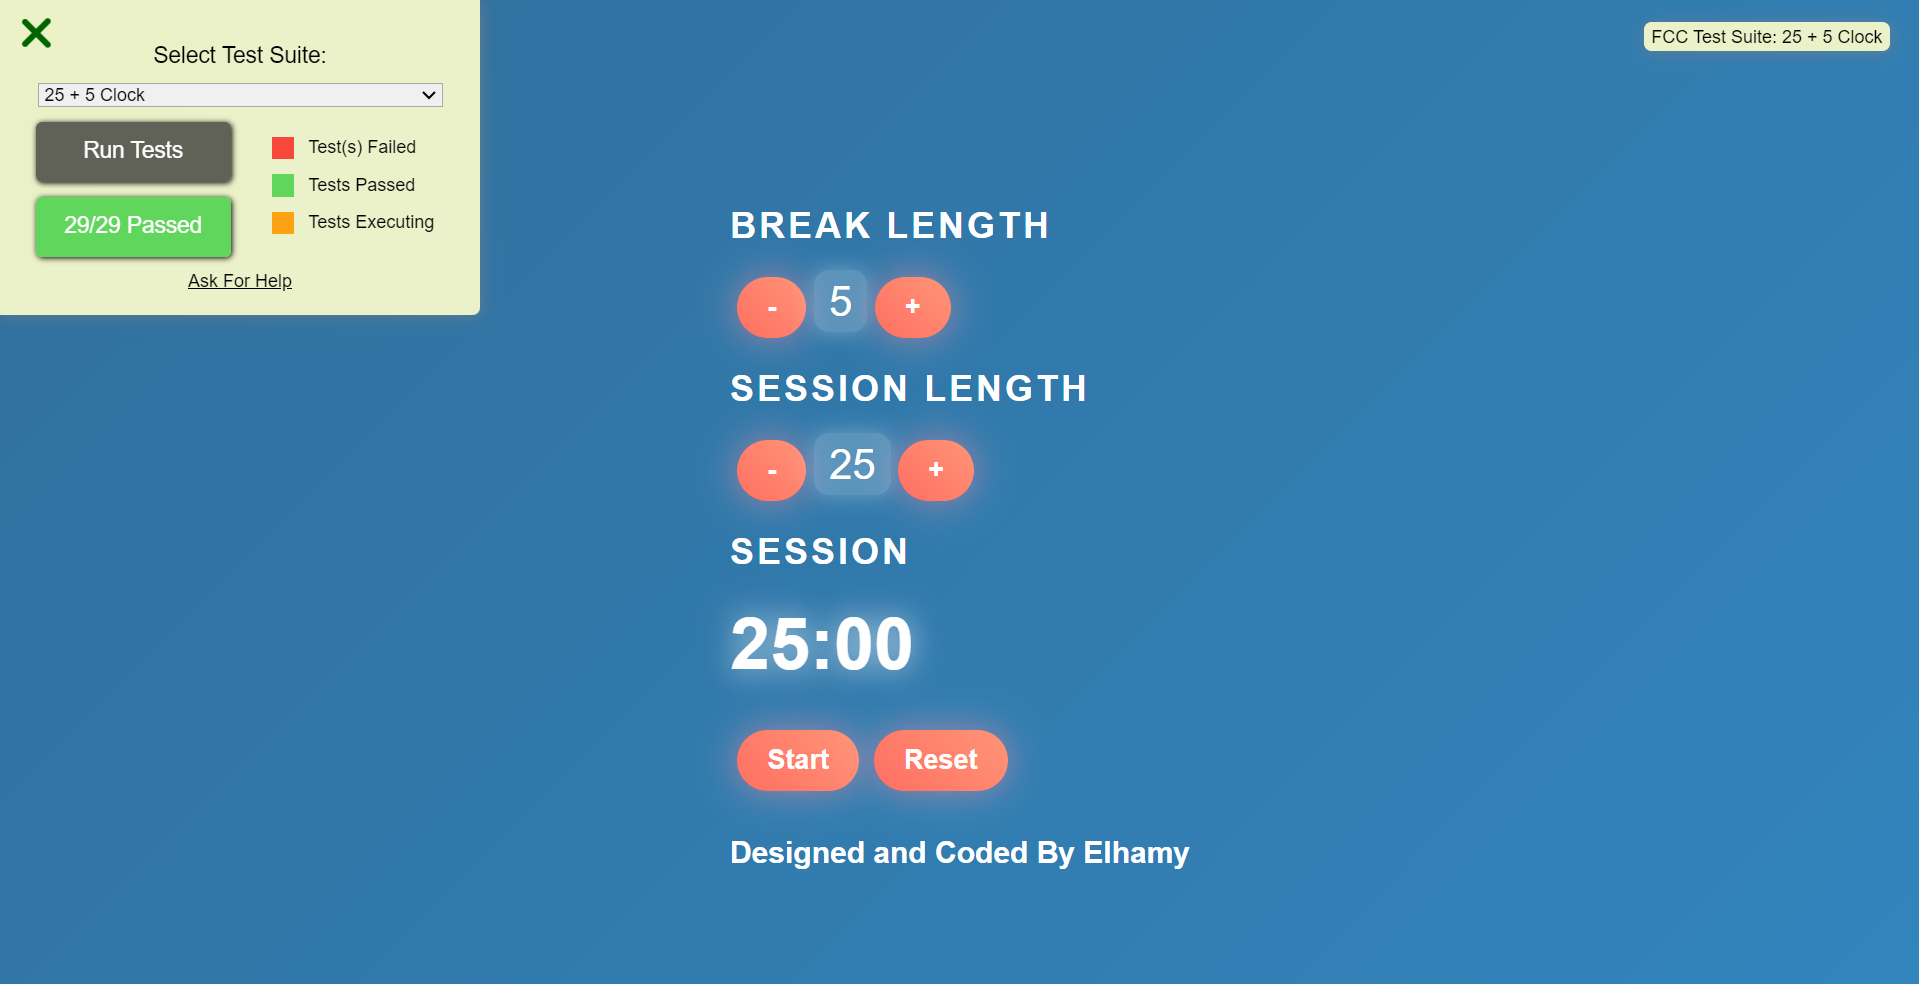 Select Test Suite:
25 + 5 Clock
Run Tests
29/29 Passed
Test(s) Failed
Tests Passed
Tests Executing
Ask For Help
FCC Test Suite: 25 + 5 Clock
BREAK LENGTH
- 5 +
SESSION LENGTH
- 25 +
SESSION
25:00
Start Reset
Designed and Coded By Elhamy